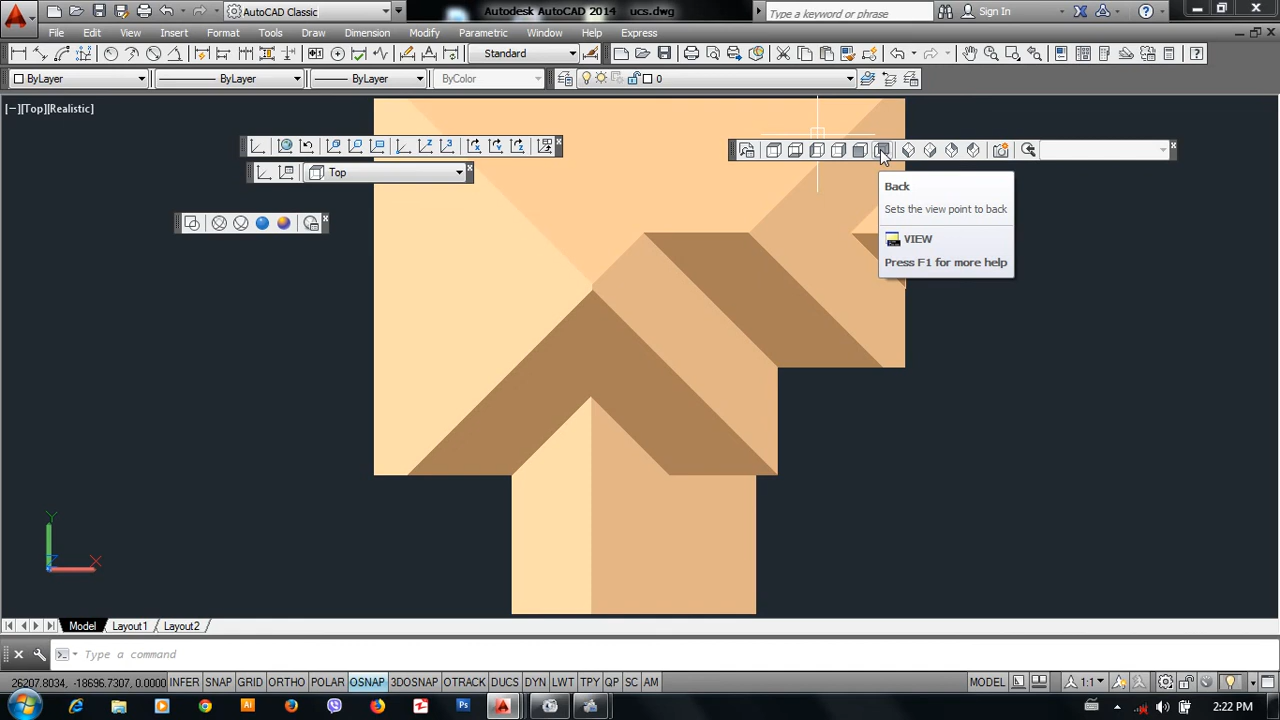 AutoCAD Classic
Autodesk AutoCAD 2014 ucs.dwg
Type a keyword or phrase
Sign In
File Edit View Insert Format Tools Draw Dimension Modify Parametric Window Help Express
Standard
ByLayer
ByLayer
ByLayer
ByColor
0
[−][Top][Realistic]
Top
Back
Sets the view point to back
VIEW
Press F1 for more help
Y
X
Z
Model Layout1 Layout2
Type a command
26207.8034, -18696.7307, 0.0000 INFER SNAP GRID ORTHO POLAR OSNAP 3DOSNAP OTRACK DUCS DYN LWT TPY QP SC AM MODEL 1:1
Ai
Ps
2:22 PM